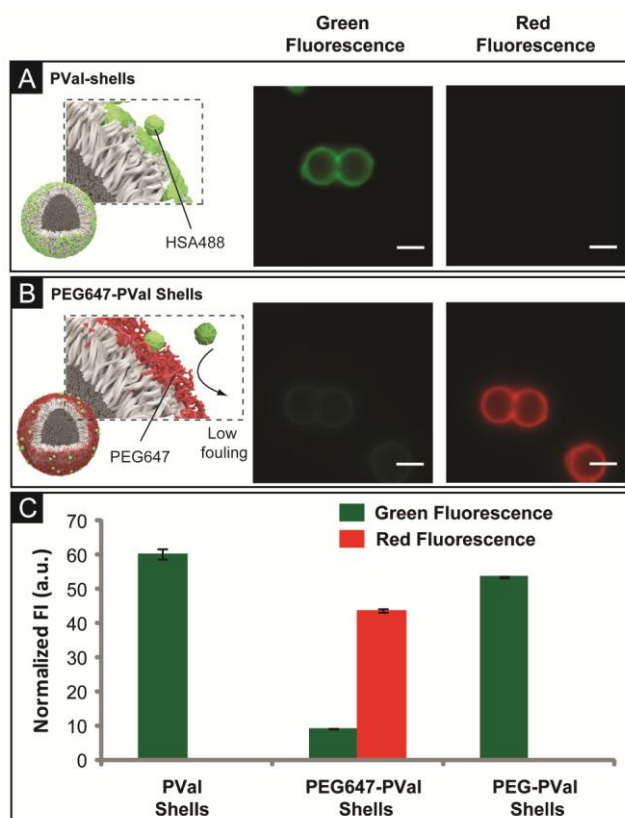 Green
Fluorescence
Red
Fluorescence
A PVal-shells
HSA488
B PEG647-PVal Shells
PEG647
Low
fouling
C
Green Fluorescence
Red Fluorescence
Normalized FI (a.u.)
70
60
50
40
30
20
10
0
PVal
Shells
PEG647-PVal
Shells
PEG-PVal
Shells